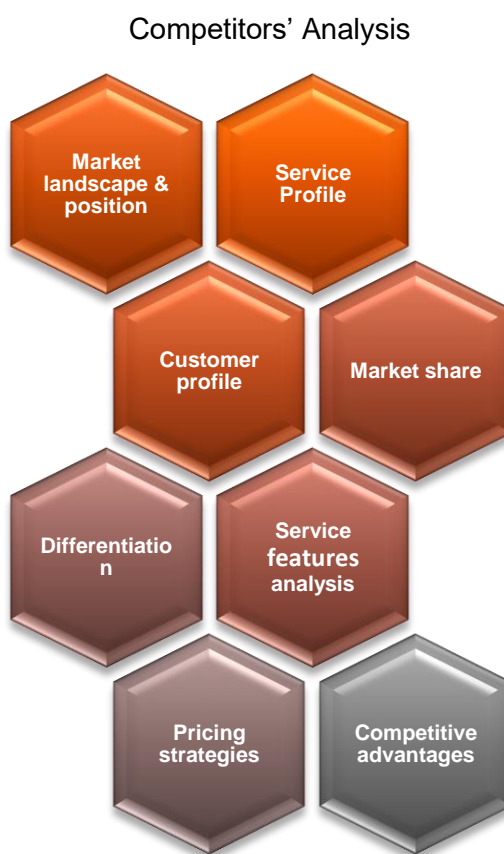 Competitors’ Analysis
Market
landscape &
position
Service
Profile
Customer
profile
Market share
Differentiatio
n
Service
features
analysis
Pricing
strategies
Competitive
advantages